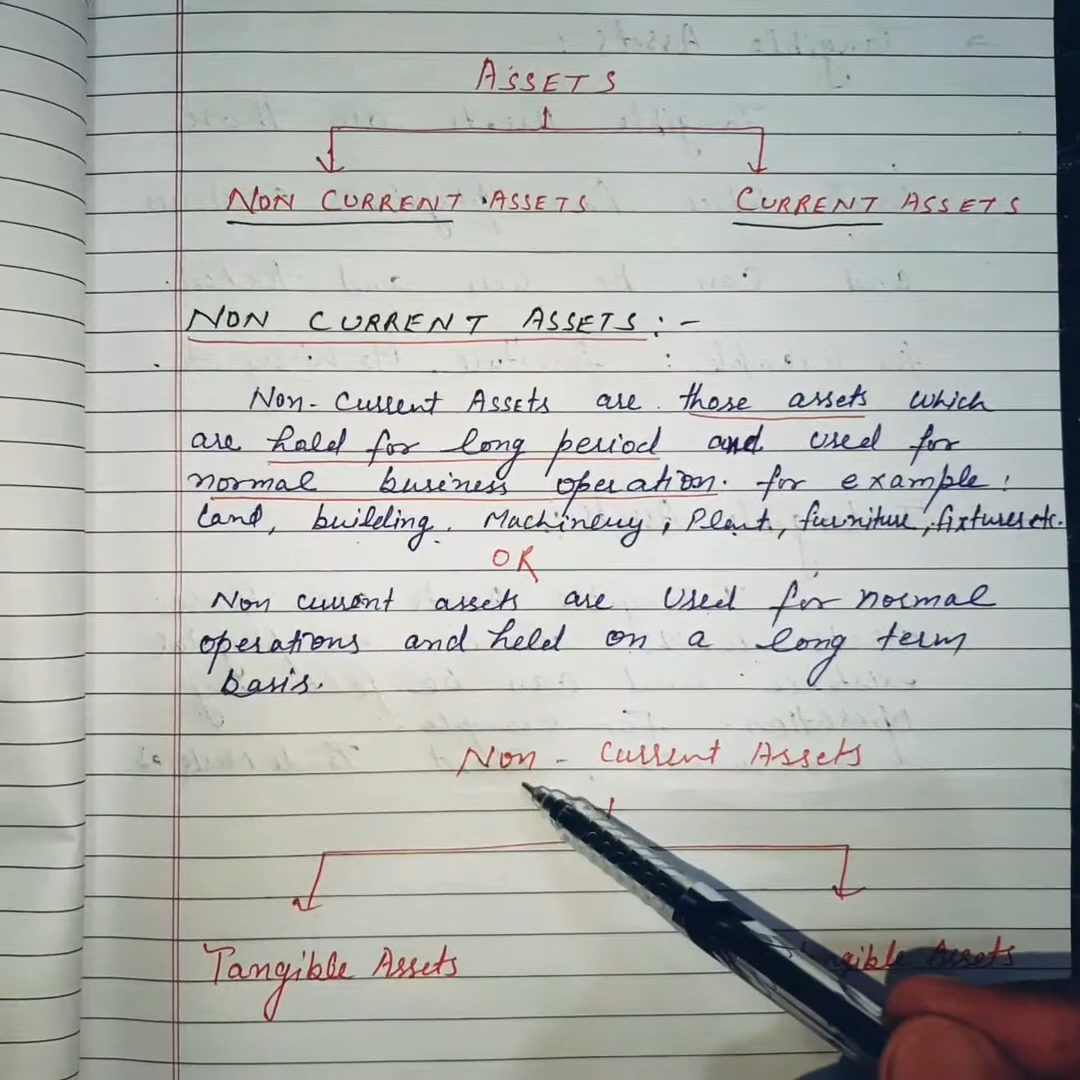 ASSETS
NON CURRENT ASSETS
CURRENT ASSETS
NON CURRENT ASSETS :-
Non-Current Assets are those assets which
are hold for long period and used for
normal business operation. for example:
land, building, Machinery, Plant, furniture, fixtures etc.
OR
Non current assets are used for normal
operations and held on a long term
basis.
Non - Current Assets
Tangible Assets
Assets